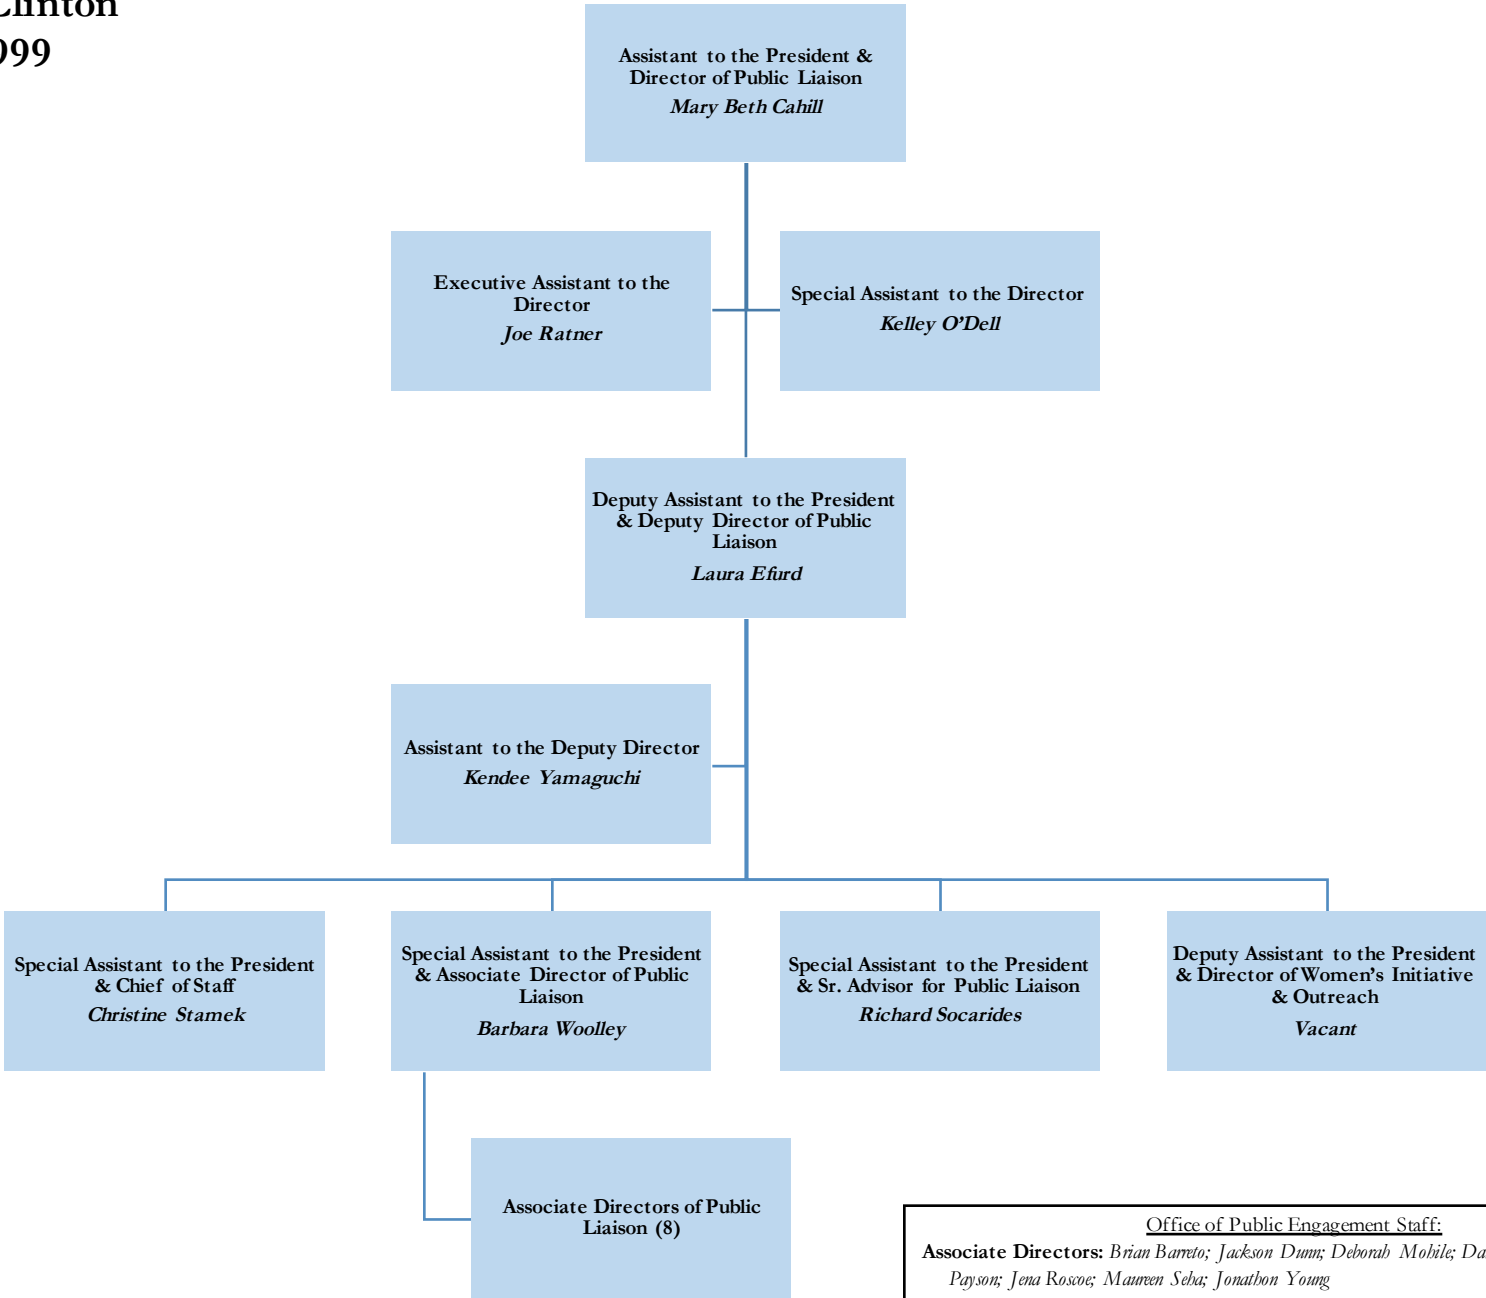 Clinton
999
Assistant to the President &
Director of Public Liaison
Mary Beth Cahill
Executive Assistant to the
Director
Joe Ratner
Special Assistant to the Director
Kelley O’Dell
Deputy Assistant to the President
& Deputy Director of Public
Liaison
Laura Efurd
Assistant to the Deputy Director
Kendee Yamaguchi
Special Assistant to the President
& Chief of Staff
Christine Stamek
Special Assistant to the President
& Associate Director of Public
Liaison
Barbara Woolley
Special Assistant to the President
& Sr. Advisor for Public Liaison
Richard Socarides
Deputy Assistant to the President
& Director of Women’s Initiative
& Outreach
Vacant
Associate Directors of Public
Liaison (8)
Office of Public Engagement Staff:
Associate Directors: Brian Barreto; Jackson Dunn; Deborah Mohile; Da
Payson; Jena Roscoe; Maureen Seha; Jonathon Young